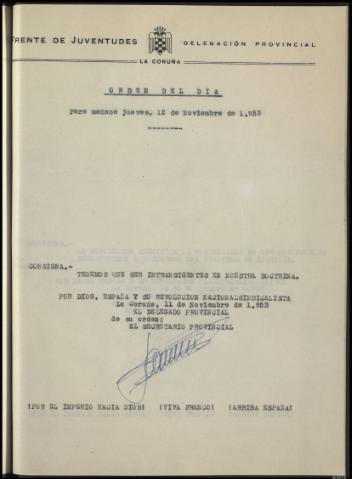 FRENTE DE JUVENTUDES DELEGACIÓN PROVINCIAL
LA CORUÑA
ORDEN DEL DIA
Para mañana jueves, 12 de Noviembre de 1.953
CONSIGNA.-
TENEMOS QUE SER INTRANSIGENTES EN NUESTRA DOCTRINA.
POR DIOS, ESPAÑA Y SU REVOLUCION NACIONALSINDICALISTA
La Coruña, 11 de Noviembre de 1.953
EL DELEGADO PROVINCIAL
de su orden:
EL SECRETARIO PROVINCIAL
¡POR EL IMPERIO HACIA DIOS! ¡VIVA FRANCO! ¡ARRIBA ESPAÑA!